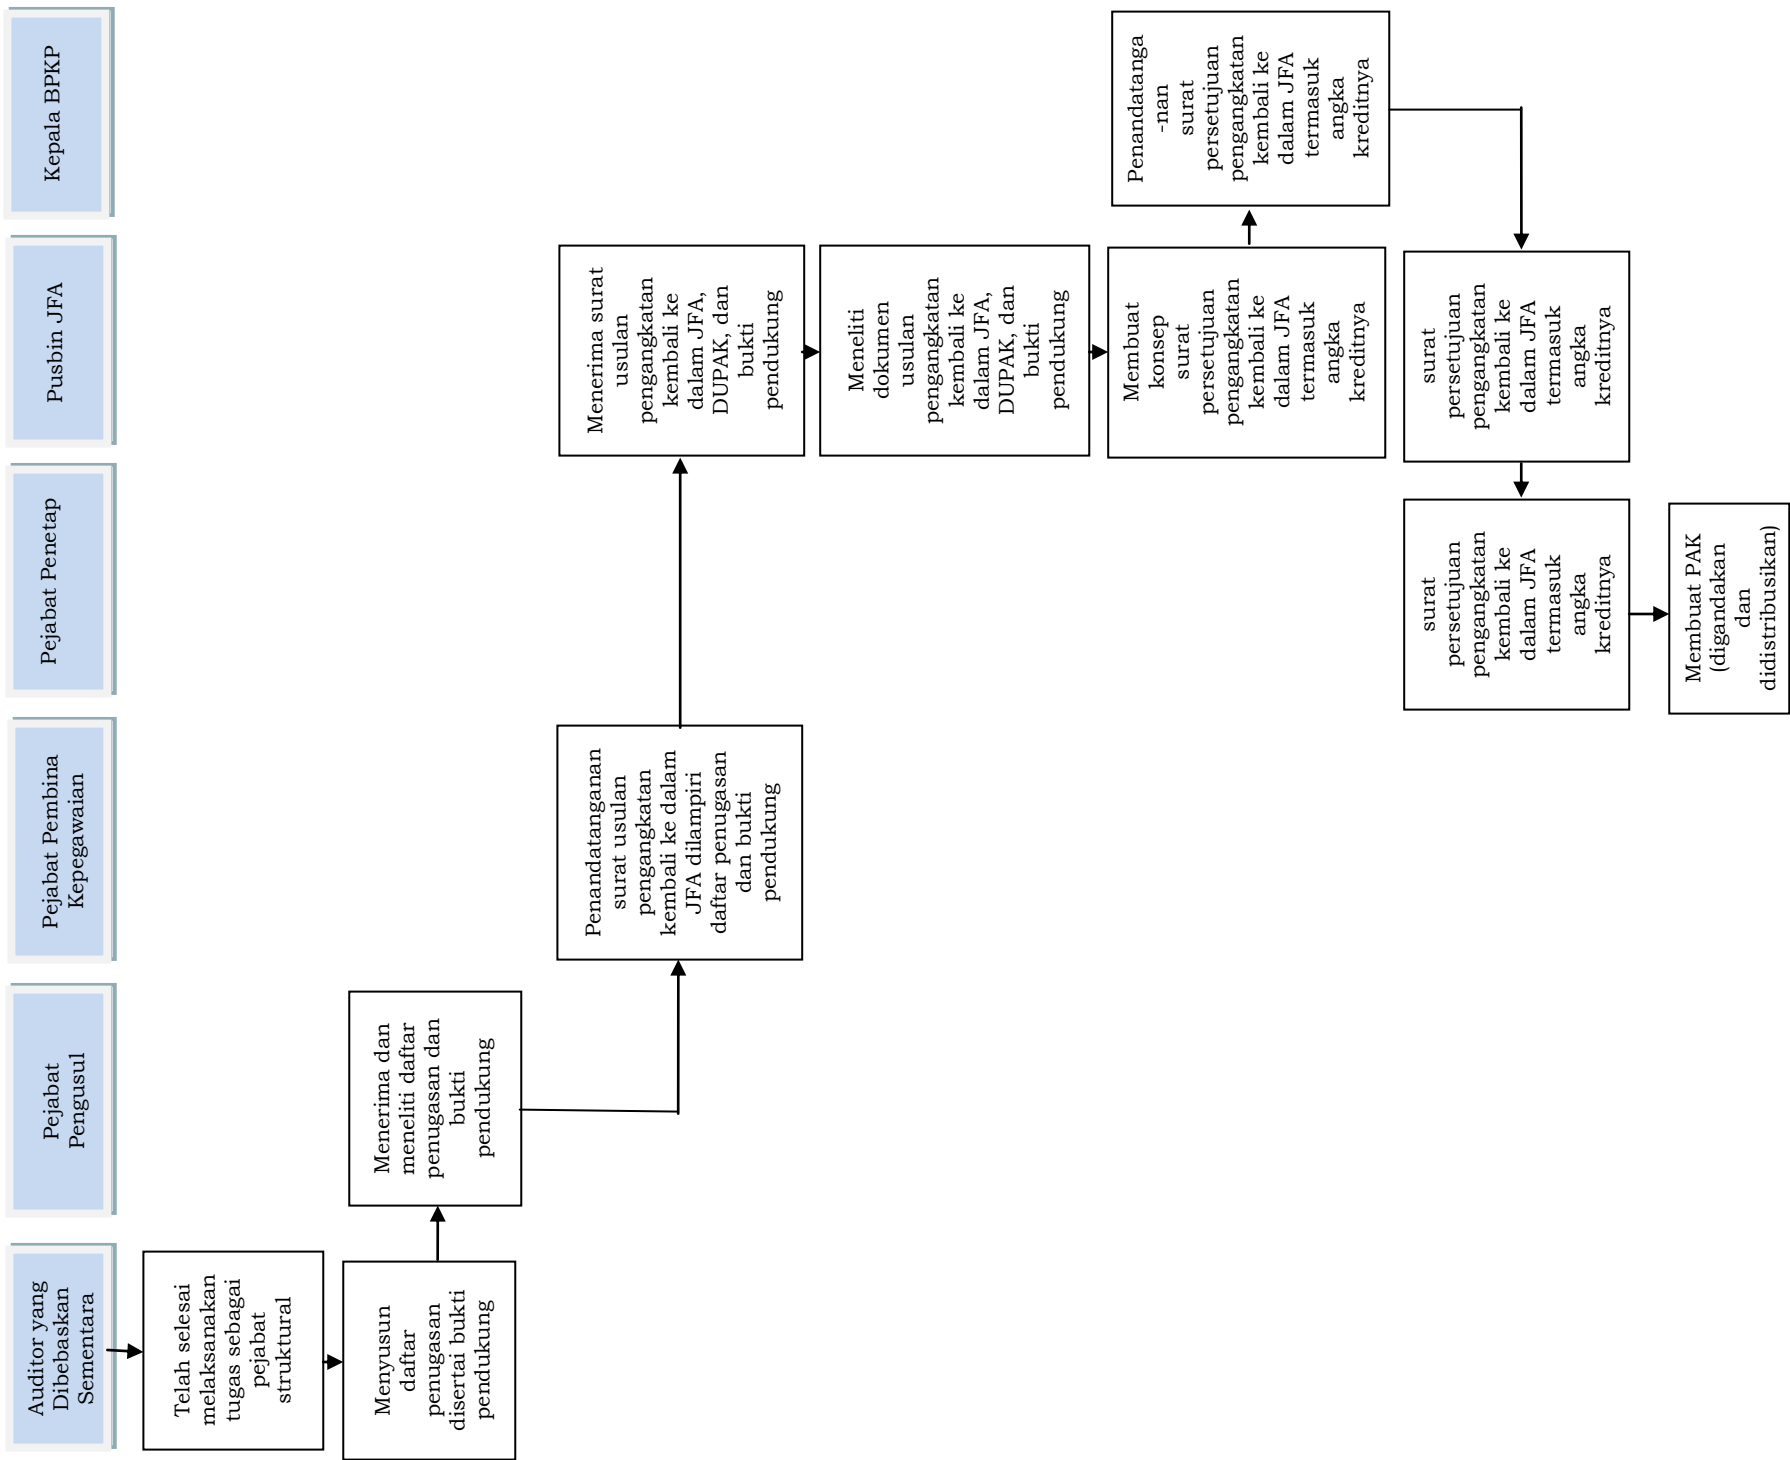 Auditor yang
Dibebaskan
Sementara
Pejabat
Pengusul
Pejabat Pembina
Kepegawaian
Pejabat Penetap
Pusbin JFA
Kepala BPKP
Telah selesai
melaksanakan
tugas sebagai
pejabat
struktural
Menyusun
daftar
penugasan
disertai bukti
pendukung
Menerima dan
meneliti daftar
penugasan dan
bukti
pendukung
Penandatanganan
surat usulan
pengangkatan
kembali ke dalam
JFA dilampiri
daftar penugasan
dan bukti
pendukung
Menerima surat
usulan
pengangkatan
kembali ke
dalam JFA,
DUPAK, dan
bukti
pendukung
Meneliti
dokumen
usulan
pengangkatan
kembali ke
dalam JFA,
DUPAK, dan
bukti
pendukung
Membuat
konsep
surat
persetujuan
pengangkatan
kembali ke
dalam JFA
termasuk
angka
kreditnya
Penandatanga
-nan
surat
persetujuan
pengangkatan
kembali ke
dalam JFA
termasuk
angka
kreditnya
surat
persetujuan
pengangkatan
kembali ke
dalam JFA
termasuk
angka
kreditnya
surat
persetujuan
pengangkatan
kembali ke
dalam JFA
termasuk
angka
kreditnya
Membuat PAK
(digandakan
dan
didistribusikan)